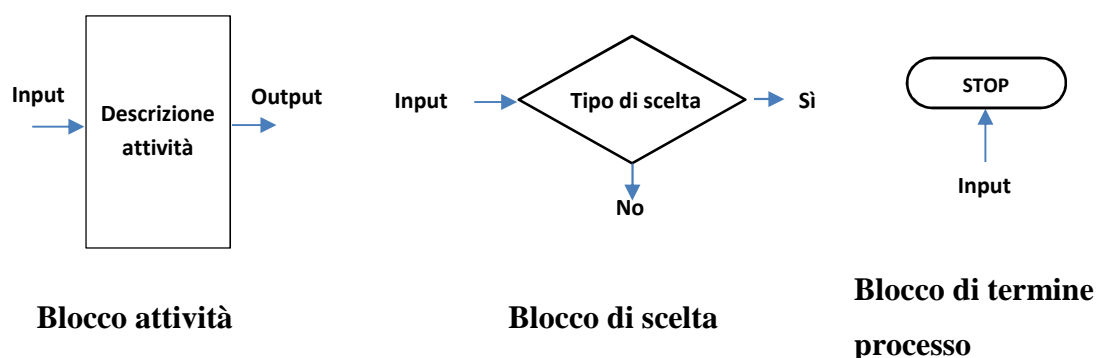 Input
Descrizione
attività
Output
Blocco attività
Input
Tipo di scelta
Sì
No
Blocco di scelta
STOP
Input
Blocco di termine
processo